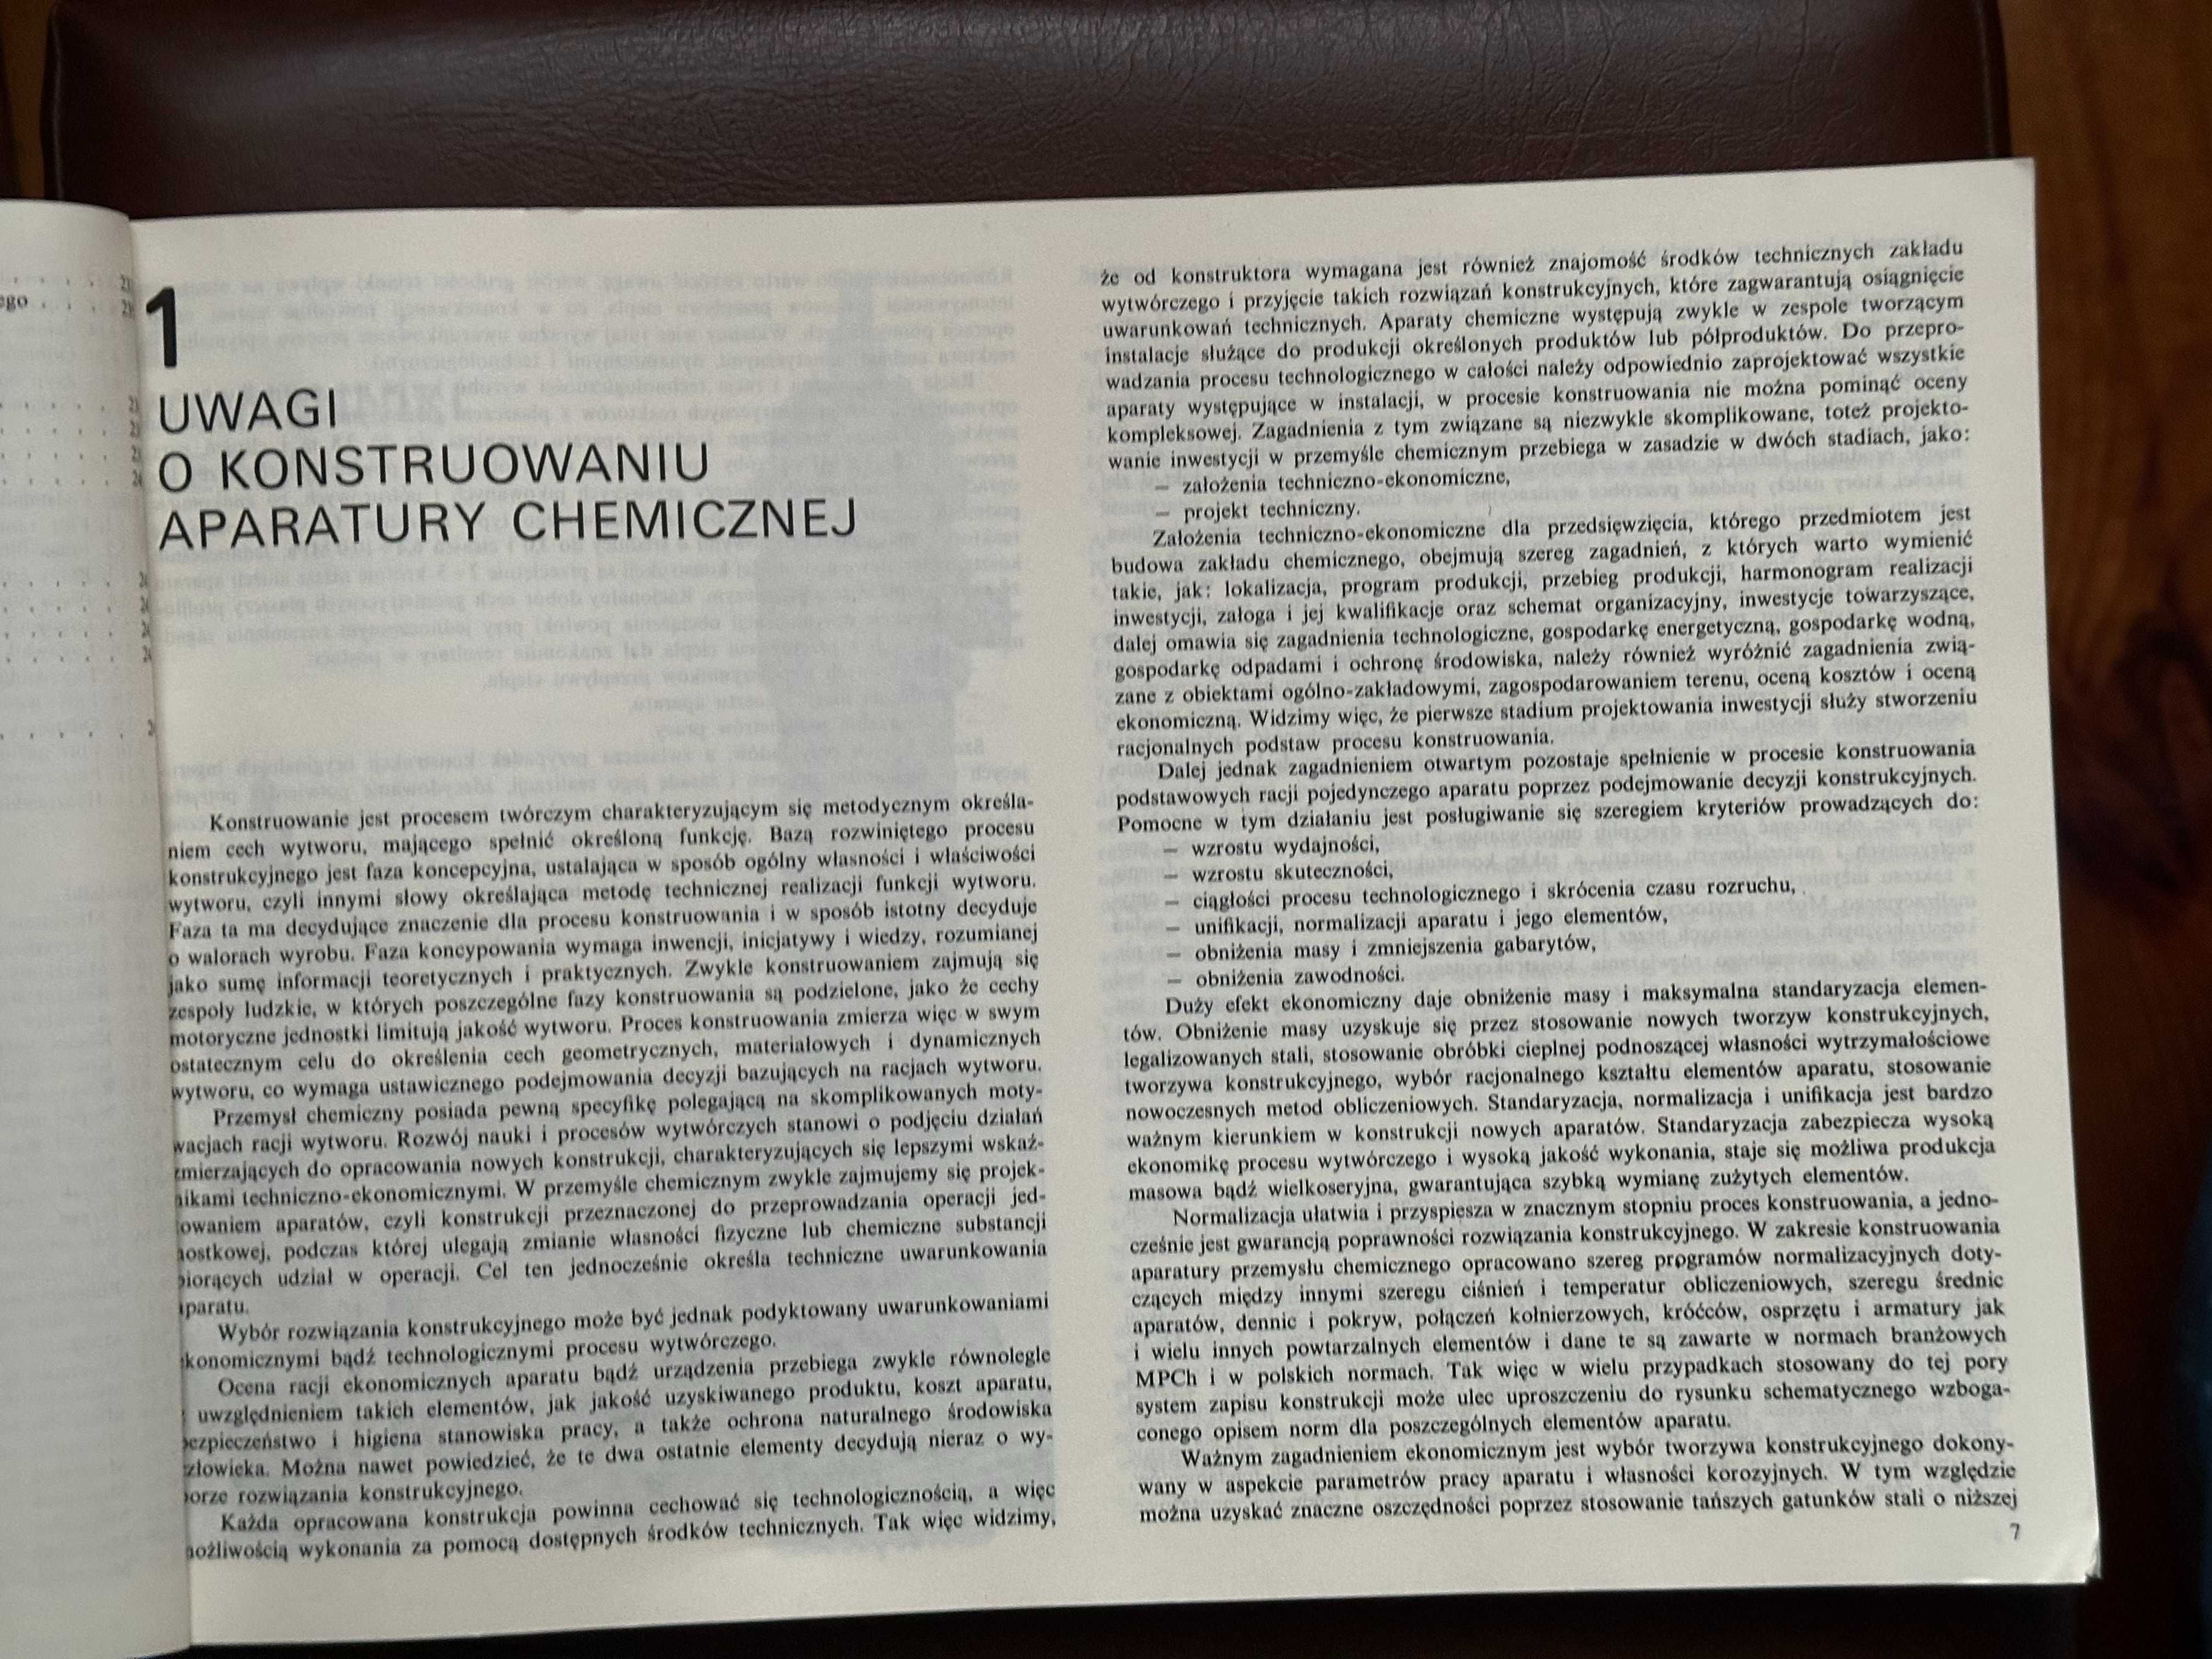 ego
1
UWAGI
O KONSTRUOWANIU
APARATURY CHEMICZNEJ
Konstruowanie jest procesem twórczym charakteryzującym się metodycznym określa-
niem cech wytworu, mającego spełnić określoną funkcję. Bazą rozwiniętego procesu
konstrukcyjnego jest faza koncepcyjna, ustalająca w sposób ogólny własności i właściwości
wytworu, czyli innymi słowy określająca metodę technicznej realizacji funkcji wytworu.
Faza ta ma decydujące znaczenie dla procesu konstruowania i w sposób istotny decyduje
o walorach wyrobu. Faza koncypowania wymaga inwencji, inicjatywy i wiedzy, rozumianej
jako sumę informacji teoretycznych i praktycznych. Zwykle konstruowaniem zajmują się
zespoły ludzkie, w których poszczególne fazy konstruowania są podzielone, jako że cechy
motoryczne jednostki limitują jakość wytworu. Proces konstruowania zmierza więc w swym
ostatecznym celu do określenia cech geometrycznych, materiałowych i dynamicznych
wytworu, co wymaga ustawicznego podejmowania decyzji bazujących na racjach wytworu.
Przemysł chemiczny posiada pewną specyfikę polegającą na skomplikowanych moty-
wacjach racji wytworu. Rozwój nauki i procesów wytwórczych stanowi o podjęciu działań
zmierzających do opracowania nowych konstrukcji, charakteryzujących się lepszymi wskaź-
nikami techniczno-ekonomicznymi. W przemyśle chemicznym zwykle zajmujemy się projek-
towaniem aparatów, czyli konstrukcji przeznaczonej do przeprowadzania operacji jed-
nostkowej, podczas której ulegają zmianie własności fizyczne lub chemiczne substancji
biorących udział w operacji. Cel ten jednocześnie określa techniczne uwarunkowania
aparatu.
Wybór rozwiązania konstrukcyjnego może być jednak podyktowany uwarunkowaniami
ekonomicznymi bądź technologicznymi procesu wytwórczego.
Ocena racji ekonomicznych aparatu bądź urządzenia przebiega zwykle równolegle
z uwzględnieniem takich elementów, jak jakość uzyskiwanego produktu, koszt aparatu,
bezpieczeństwo i higiena stanowiska pracy, a także ochrona naturalnego środowiska
człowieka. Można nawet powiedzieć, że te dwa ostatnie elementy decydują nieraz o wy-
borze rozwiązania konstrukcyjnego.
Każda opracowana konstrukcja powinna cechować się technologicznością, a więc
możliwością wykonania za pomocą dostępnych środków technicznych. Tak więc widzimy,
że od konstruktora wymagana jest również znajomość środków technicznych zakładu
wytwórczego i przyjęcie takich rozwiązań konstrukcyjnych, które zagwarantują osiągnięcie
uwarunkowań technicznych. Aparaty chemiczne występują zwykle w zespole tworzącym
instalacje służące do produkcji określonych produktów lub półproduktów. Do przepro-
wadzania procesu technologicznego w całości należy odpowiednio zaprojektować wszystkie
aparaty występujące w instalacji, w procesie konstruowania nie można pominąć oceny
kompleksowej. Zagadnienia z tym związane są niezwykle skomplikowane, toteż projekto-
wanie inwestycji w przemyśle chemicznym przebiega w zasadzie w dwóch stadiach, jako:
— założenia techniczno-ekonomiczne,
— projekt techniczny.
Założenia techniczno-ekonomiczne dla przedsięwzięcia, którego przedmiotem jest
budowa zakładu chemicznego, obejmują szereg zagadnień, z których warto wymienić
takie, jak: lokalizacja, program produkcji, przebieg produkcji, harmonogram realizacji
inwestycji, załoga i jej kwalifikacje oraz schemat organizacyjny, inwestycje towarzyszące,
dalej omawia się zagadnienia technologiczne, gospodarkę energetyczną, gospodarkę wodną,
gospodarkę odpadami i ochronę środowiska, należy również wyróżnić zagadnienia zwią-
zane z obiektami ogólno-zakładowymi, zagospodarowaniem terenu, oceną kosztów i oceną
ekonomiczną. Widzimy więc, że pierwsze stadium projektowania inwestycji służy stworzeniu
racjonalnych podstaw procesu konstruowania.
Dalej jednak zagadnieniem otwartym pozostaje spełnienie w procesie konstruowania
podstawowych racji pojedynczego aparatu poprzez podejmowanie decyzji konstrukcyjnych.
Pomocne w tym działaniu jest posługiwanie się szeregiem kryteriów prowadzących do:
— wzrostu wydajności,
— wzrostu skuteczności,
— ciągłości procesu technologicznego i skrócenia czasu rozruchu,
— unifikacji, normalizacji aparatu i jego elementów,
— obniżenia masy i zmniejszenia gabarytów,
— obniżenia zawodności.
Duży efekt ekonomiczny daje obniżenie masy i maksymalna standaryzacja elemen-
tów. Obniżenie masy uzyskuje się przez stosowanie nowych tworzyw konstrukcyjnych,
legalizowanych stali, stosowanie obróbki cieplnej podnoszącej własności wytrzymałościowe
tworzywa konstrukcyjnego, wybór racjonalnego kształtu elementów aparatu, stosowanie
nowoczesnych metod obliczeniowych. Standaryzacja, normalizacja i unifikacja jest bardzo
ważnym kierunkiem w konstrukcji nowych aparatów. Standaryzacja zabezpiecza wysoką
ekonomikę procesu wytwórczego i wysoką jakość wykonania, staje się możliwa produkcja
masowa bądź wielkoseryjna, gwarantująca szybką wymianę zużytych elementów.
Normalizacja ułatwia i przyspiesza w znacznym stopniu proces konstruowania, a jedno-
cześnie jest gwarancją poprawności rozwiązania konstrukcyjnego. W zakresie konstruowania
aparatury przemysłu chemicznego opracowano szereg programów normalizacyjnych doty-
czących między innymi szeregu ciśnień i temperatur obliczeniowych, szeregu średnic
aparatów, dennic i pokryw, połączeń kołnierzowych, króćców, osprzętu i armatury jak
i wielu innych powtarzalnych elementów i dane te są zawarte w normach branżowych
MPCh i w polskich normach. Tak więc w wielu przypadkach stosowany do tej pory
system zapisu konstrukcji może ulec uproszczeniu do rysunku schematycznego wzboga-
conego opisem norm dla poszczególnych elementów aparatu.
Ważnym zagadnieniem ekonomicznym jest wybór tworzywa konstrukcyjnego dokony-
wany w aspekcie parametrów pracy aparatu i własności korozyjnych. W tym względzie
można uzyskać znaczne oszczędności poprzez stosowanie tańszych gatunków stali o niższej
7